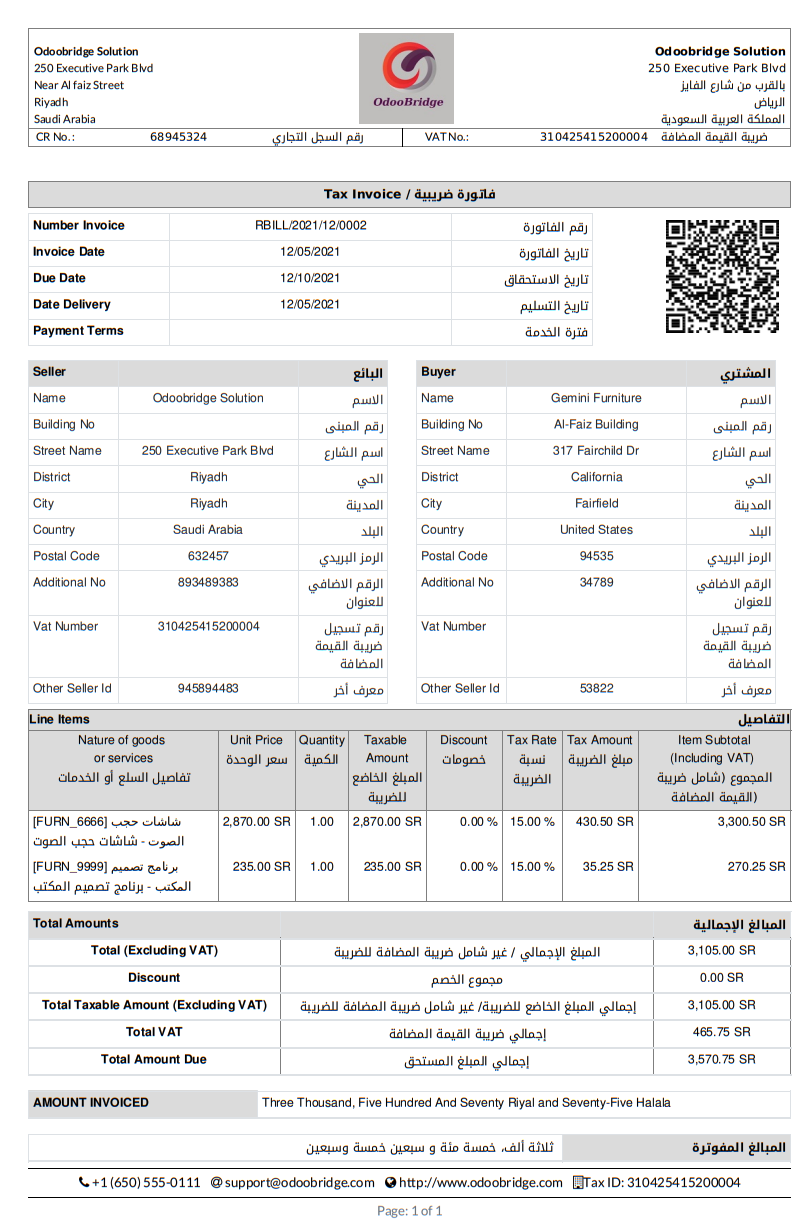 Odoobridge Solution
250 Executive Park Blvd
Near Al faiz Street
Riyadh
Saudi Arabia
OdooBridge
Odoobridge Solution
250 Executive Park Blvd
بالقرب من شارع الفايز
الرياض
المملكة العربية السعودية
CR No.: 68945324 رقم السجل التجاري VAT No.: 310425415200004 ضريبة القيمة المضافة
Tax Invoice / فاتورة ضريبية
Number Invoice RBILL/2021/12/0002 رقم الفاتورة
Invoice Date 12/05/2021 تاريخ الفاتورة
Due Date 12/10/2021 تاريخ الاستحقاق
Date Delivery 12/05/2021 تاريخ التسليم
Payment Terms فترة الخدمة
Seller البائع
Name Odoobridge Solution الاسم
Building No رقم المبنى
Street Name 250 Executive Park Blvd اسم الشارع
District Riyadh الحي
City Riyadh المدينة
Country Saudi Arabia البلد
Postal Code 632457 الرمز البريدي
Additional No 893489383 الرقم الاضافي
للعنوان
Vat Number 310425415200004 رقم تسجيل
ضريبة القيمة
المضافة
Other Seller Id 945894483 معرف أخر
Buyer المشتري
Name Gemini Furniture الاسم
Building No Al-Faiz Building رقم المبنى
Street Name 317 Fairchild Dr اسم الشارع
District California الحي
City Fairfield المدينة
Country United States البلد
Postal Code 94535 الرمز البريدي
Additional No 34789 الرقم الاضافي
للعنوان
Vat Number رقم تسجيل
ضريبة القيمة
المضافة
Other Seller Id 53822 معرف أخر
Line Items التفاصيل
Nature of goods
or services
تفاصيل السلع أو الخدمات
Unit Price
سعر الوحدة
Quantity
الكمية
Taxable
Amount
المبلغ الخاضع
للضريبة
Discount
خصومات
Tax Rate
نسبة
الضريبة
Tax Amount
مبلغ الضريبة
Item Subtotal
(Including VAT)
المجموع (شامل ضريبة
القيمة المضافة)
[FURN_6666] شاشات حجب 2,870.00 SR 1.00 2,870.00 SR 0.00 % 15.00 % 430.50 SR 3,300.50 SR
الصوت - شاشات حجب الصوت
[FURN_9999] برنامج تصميم 235.00 SR 1.00 235.00 SR 0.00 % 15.00 % 35.25 SR 270.25 SR
المكتب - برنامج تصميم المكتب
Total Amounts المبالغ الإجمالية
Total (Excluding VAT) المبلغ الإجمالي / غير شامل ضريبة المضافة للضريبة 3,105.00 SR
Discount مجموع الخصم 0.00 SR
Total Taxable Amount (Excluding VAT) إجمالي المبلغ الخاضع للضريبة/ غير شامل ضريبة المضافة للضريبة 3,105.00 SR
Total VAT إجمالي ضريبة القيمة المضافة 465.75 SR
Total Amount Due إجمالي المبلغ المستحق 3,570.75 SR
AMOUNT INVOICED Three Thousand, Five Hundred And Seventy Riyal and Seventy-Five Halala
المبالغ المفوترة ثلاثة ألف، خمسة مئة و سبعين خمسة وسبعين
+1 (650) 555-0111 support@odoobridge.com http://www.odoobridge.com Tax ID: 310425415200004
Page: 1 of 1